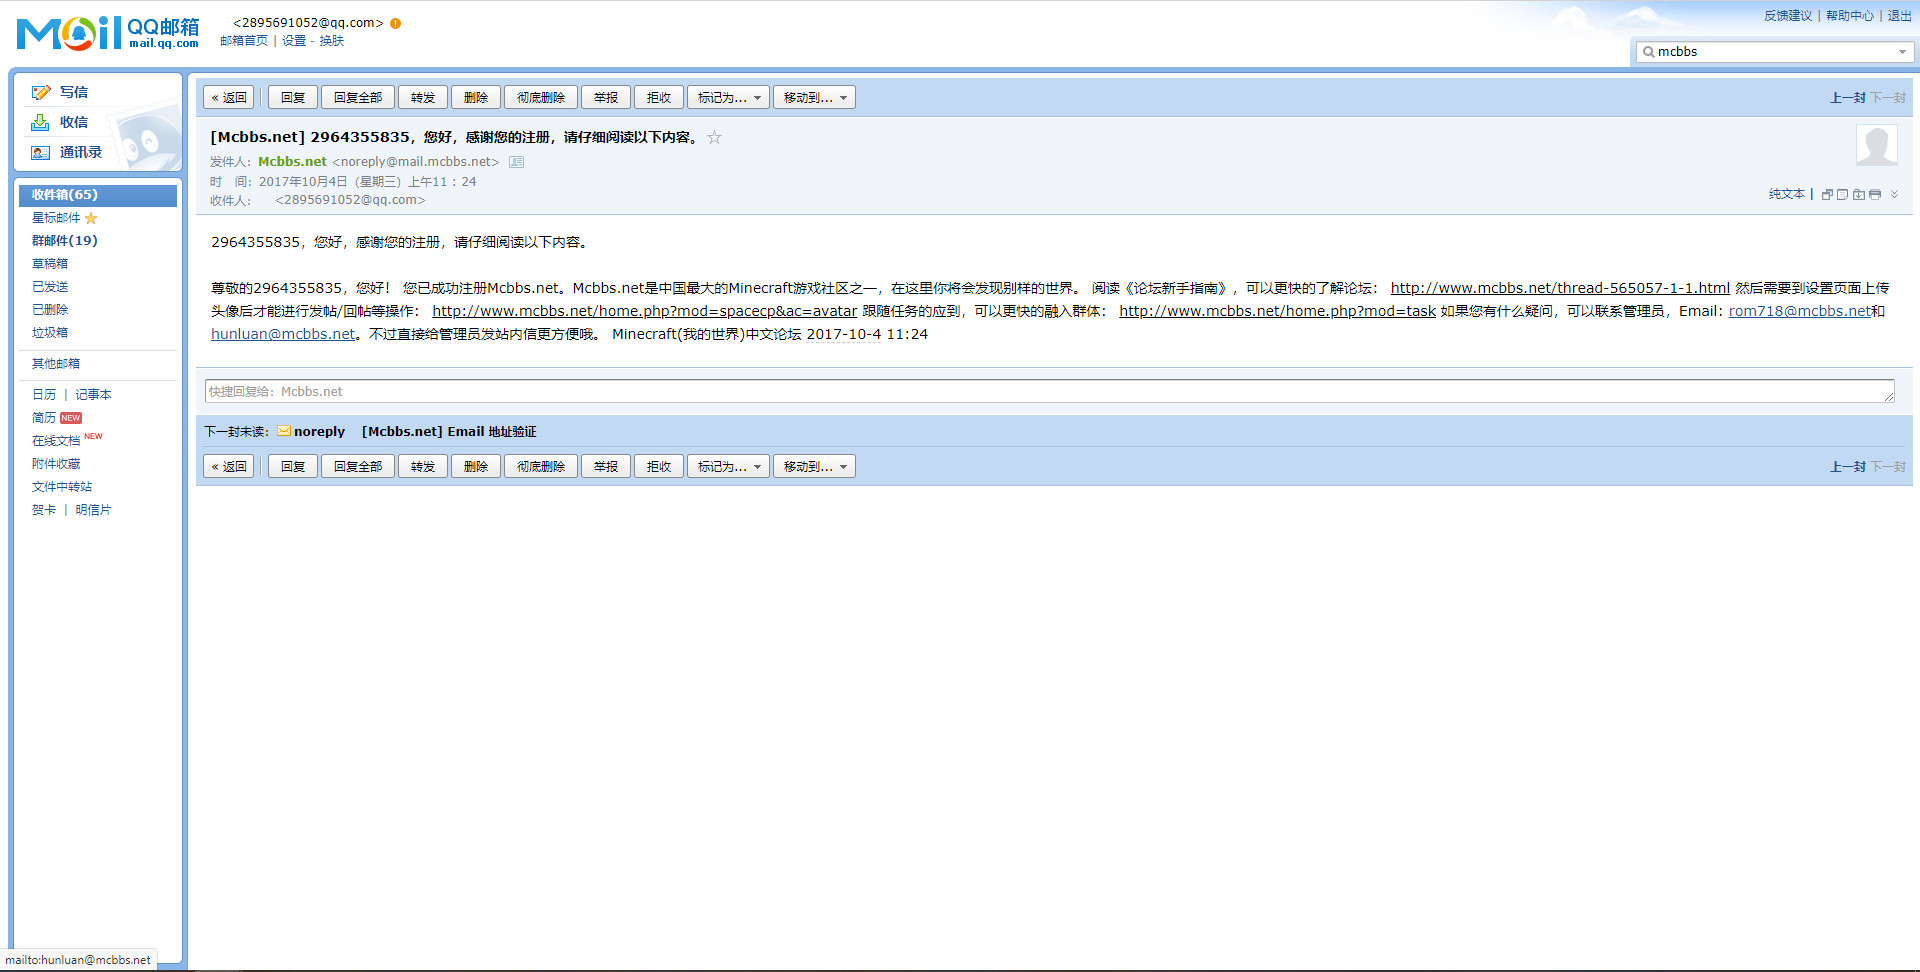 Mail QQ邮箱 mail.qq.com
<2895691052@qq.com>
邮箱首页 | 设置 - 换肤
反馈建议 | 帮助中心 | 退出
mcbbs
写信
收信
通讯录
收件箱(65)
星标邮件
群邮件(19)
草稿箱
已发送
已删除
垃圾箱
其他邮箱
日历 | 记事本
简历 NEW
在线文档 NEW
附件收藏
文件中转站
贺卡 | 明信片
« 返回 回复 回复全部 转发 删除 彻底删除 举报 拒收 标记为... 移动到... 上一封 下一封
[Mcbbs.net] 2964355835，您好，感谢您的注册，请仔细阅读以下内容。
发件人：Mcbbs.net <noreply@mail.mcbbs.net>
时 间：2017年10月4日（星期三）上午11：24
收件人： <2895691052@qq.com>
纯文本 |
2964355835，您好，感谢您的注册，请仔细阅读以下内容。
尊敬的2964355835，您好！ 您已成功注册Mcbbs.net。Mcbbs.net是中国最大的Minecraft游戏社区之一，在这里你将会发现别样的世界。 阅读《论坛新手指南》，可以更快的了解论坛： http://www.mcbbs.net/thread-565057-1-1.html 然后需要到设置页面上传
头像后才能进行发帖/回帖等操作： http://www.mcbbs.net/home.php?mod=spacecp&ac=avatar 跟随任务的应到，可以更快的融入群体： http://www.mcbbs.net/home.php?mod=task 如果您有什么疑问，可以联系管理员，Email：rom718@mcbbs.net和
hunluan@mcbbs.net。不过直接给管理员发站内信更方便哦。 Minecraft(我的世界)中文论坛 2017-10-4 11:24
快捷回复给：Mcbbs.net
下一封未读： noreply [Mcbbs.net] Email 地址验证
« 返回 回复 回复全部 转发 删除 彻底删除 举报 拒收 标记为... 移动到... 上一封 下一封
mailto:hunluan@mcbbs.net